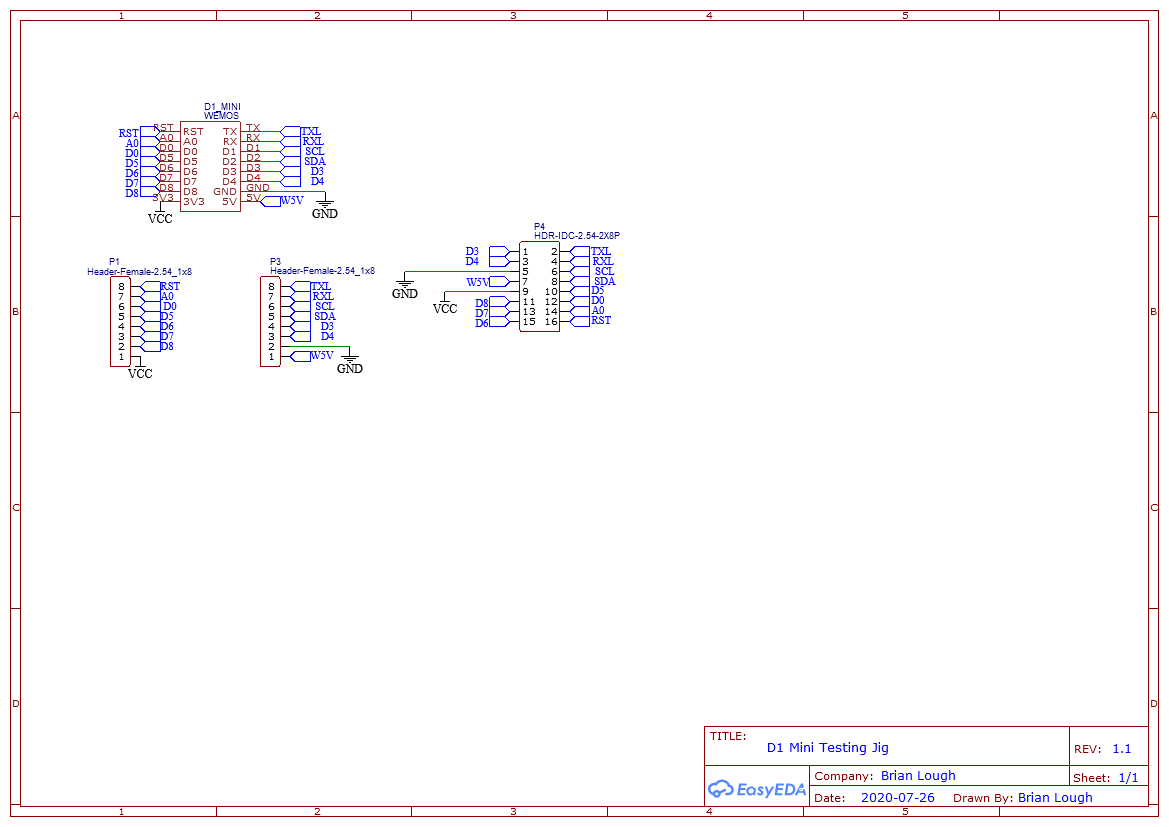 1 2 3 4 5
A A
B B
C C
D D
1 2 3 4 5
D1_MINI
WEMOS
RST RST RST TX TX TXL
A0 A0 A0 RX RX RXL
D0 D0 D0 D1 D1 SCL
D5 D5 D5 D2 D2 SDA
D6 D6 D6 D3 D3 D3
D7 D7 D7 D4 D4 D4
D8 D8 D8 GND GND
3V3 3V3 5V 5V W5V
VCC GND
P4
HDR-IDC-2.54-2X8P
D3 1 2 TXL
D4 3 4 RXL
5 6 SCL
W5V 7 8 SDA
GND 9 10 D5
VCC D8 11 12 D0
D7 13 14 A0
D6 15 16 RST
P1
Header-Female-2.54_1x8
8 RST
7 A0
6 D0
5 D5
4 D6
3 D7
2 D8
1
VCC
P3
Header-Female-2.54_1x8
8 TXL
7 RXL
6 SCL
5 SDA
4 D3
3 D4
2
1 W5V
GND
TITLE:
D1 Mini Testing Jig
REV: 1.1
EasyEDA
Company: Brian Lough
Sheet: 1/1
Date: 2020-07-26 Drawn By: Brian Lough